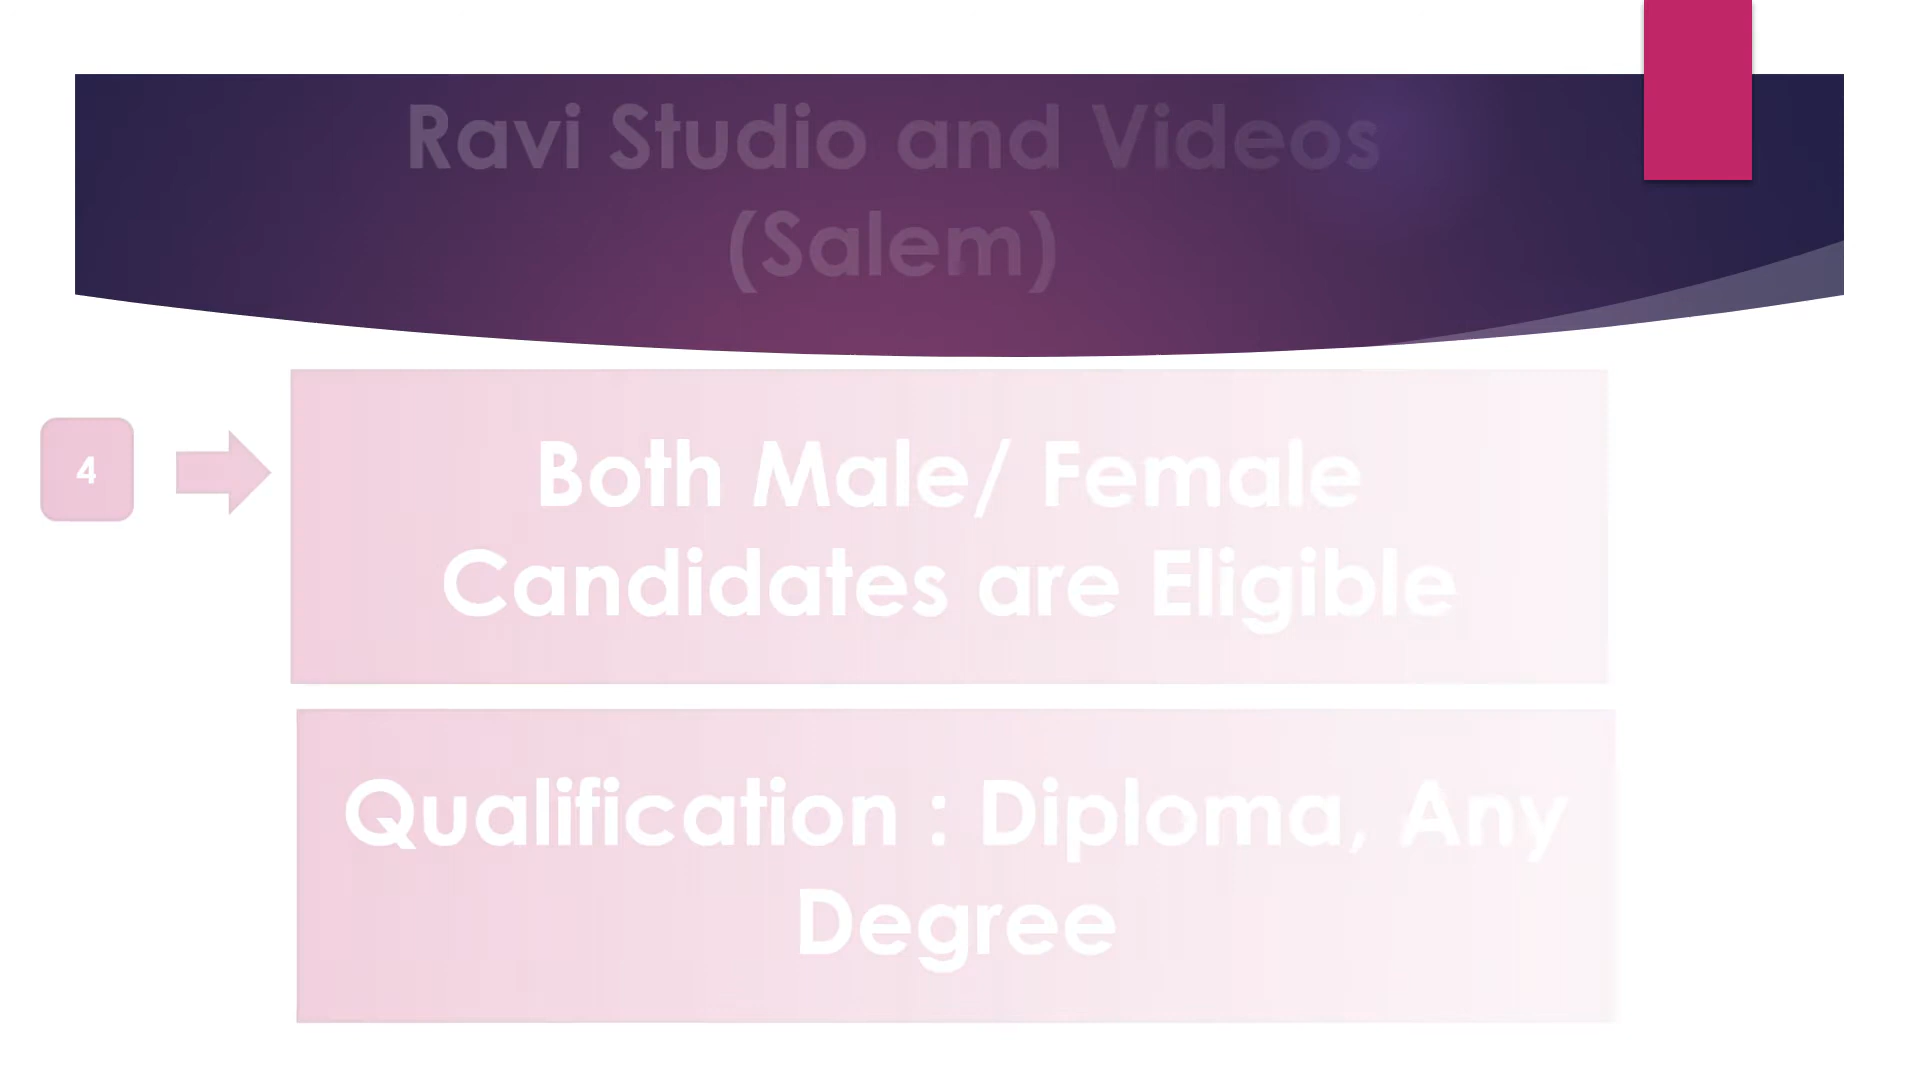 Ravi Studio and Videos
(Salem)
4
Both Male/ Female
Candidates are Eligible
Qualification : Diploma, Any
Degree